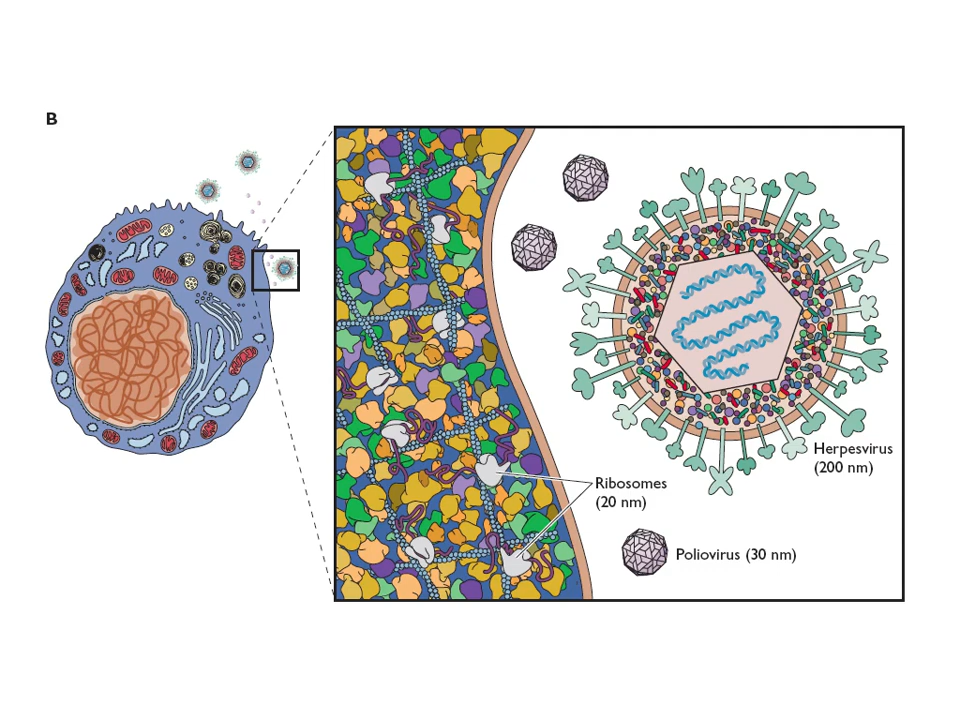 B
Herpesvirus
(200 nm)
Ribosomes
(20 nm)
Poliovirus (30 nm)